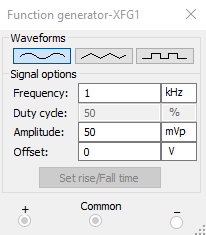 Function generator-XFG1
Waveforms
Signal options
Frequency: 1 kHz
Duty cycle: 50 %
Amplitude: 50 mVp
Offset: 0 V
Set rise/Fall time
+ Common –